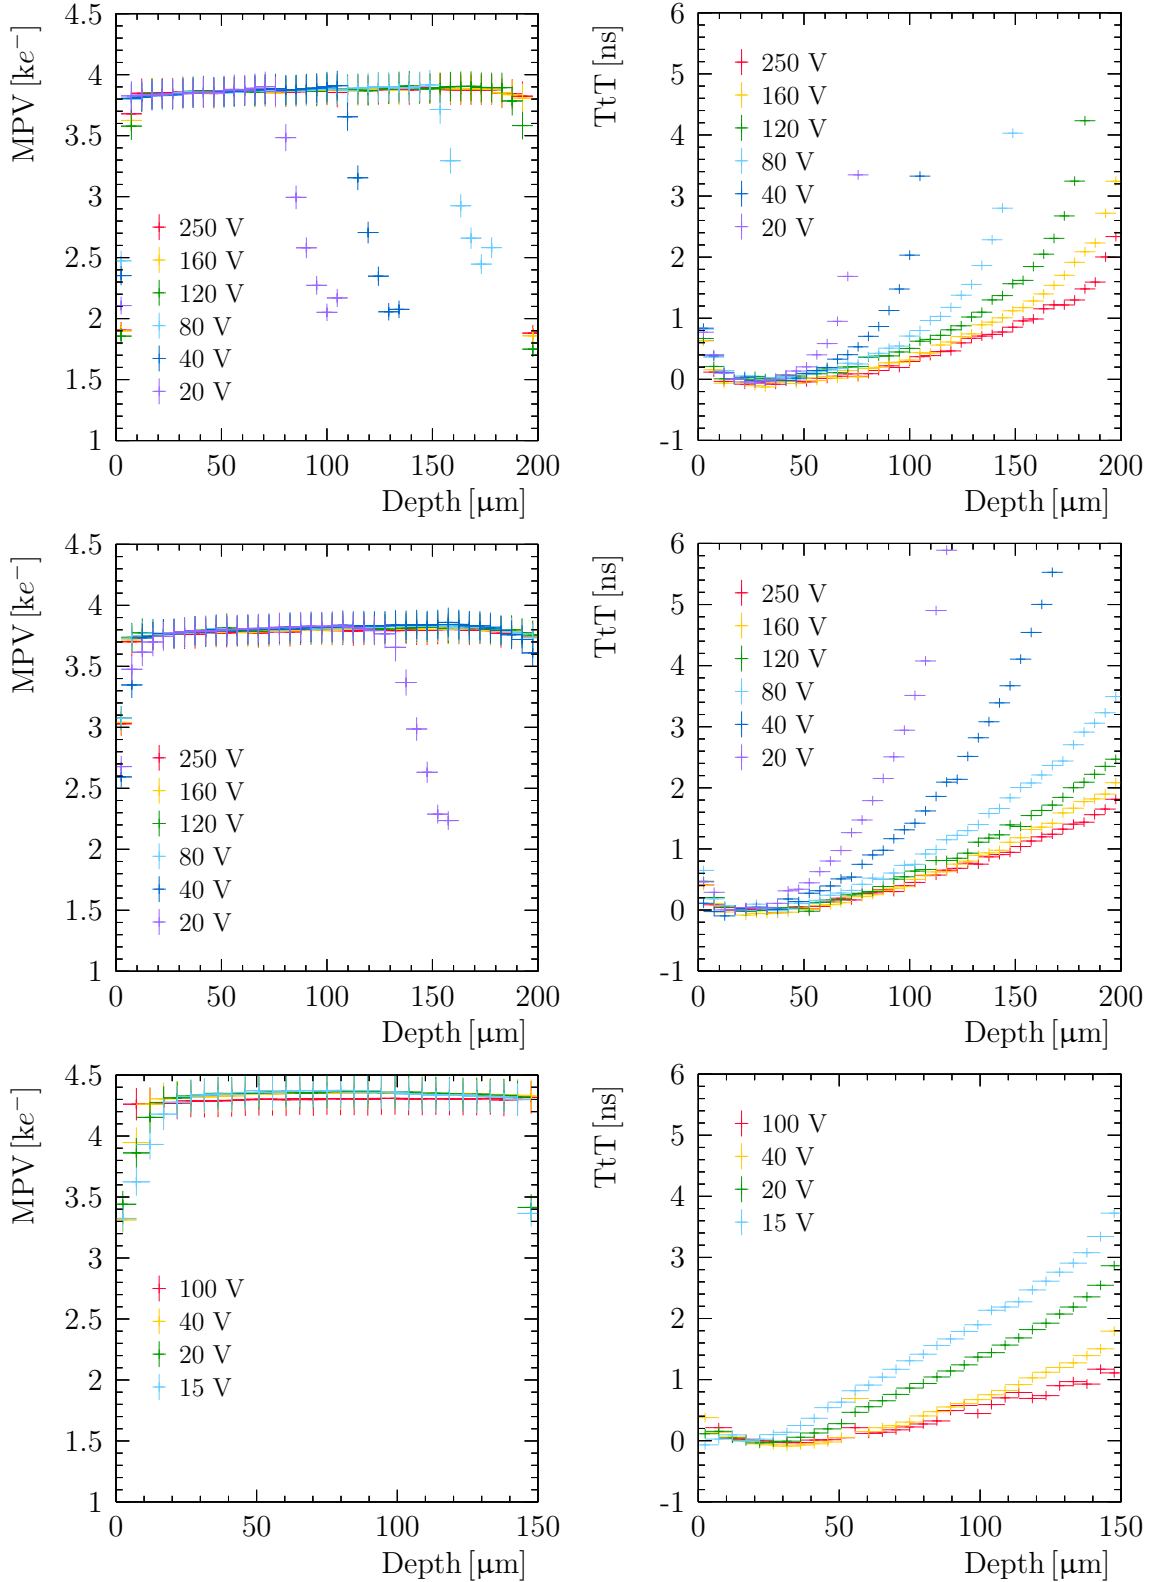 MPV [ke⁻]
4.5
4
3.5
3
2.5
2
1.5
1
250 V
160 V
120 V
80 V
40 V
20 V
0 50 100 150 200
Depth [μm]
TtT [ns]
6
5
4
3
2
1
0
-1
250 V
160 V
120 V
80 V
40 V
20 V
0 50 100 150 200
Depth [μm]
MPV [ke⁻]
4.5
4
3.5
3
2.5
2
1.5
1
250 V
160 V
120 V
80 V
40 V
20 V
0 50 100 150 200
Depth [μm]
TtT [ns]
6
5
4
3
2
1
0
-1
250 V
160 V
120 V
80 V
40 V
20 V
0 50 100 150 200
Depth [μm]
MPV [ke⁻]
4.5
4
3.5
3
2.5
2
1.5
1
100 V
40 V
20 V
15 V
0 50 100 150
Depth [μm]
TtT [ns]
6
5
4
3
2
1
0
-1
100 V
40 V
20 V
15 V
0 50 100 150
Depth [μm]